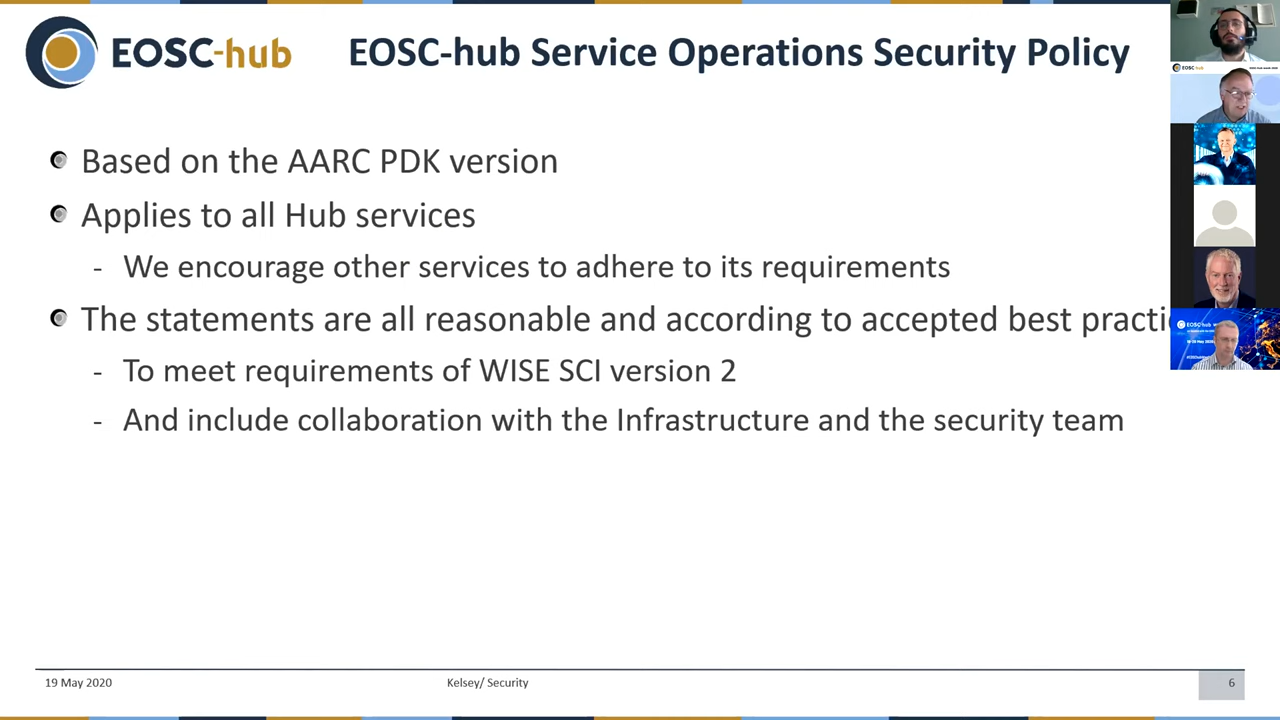 EOSC-hub
EOSC-hub Service Operations Security Policy
Based on the AARC PDK version
Applies to all Hub services
- We encourage other services to adhere to its requirements
The statements are all reasonable and according to accepted best
- To meet requirements of WISE SCI version 2
- And include collaboration with the Infrastructure and the security team
19 May 2020
Kelsey/ Security
6